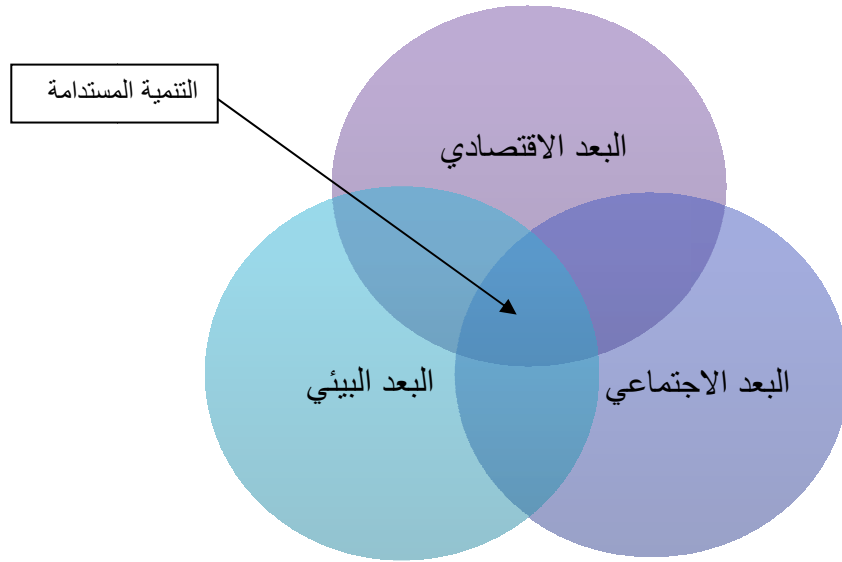 التنمية المستدامة
البعد الاقتصادي
البعد الاجتماعي
البعد البيئي